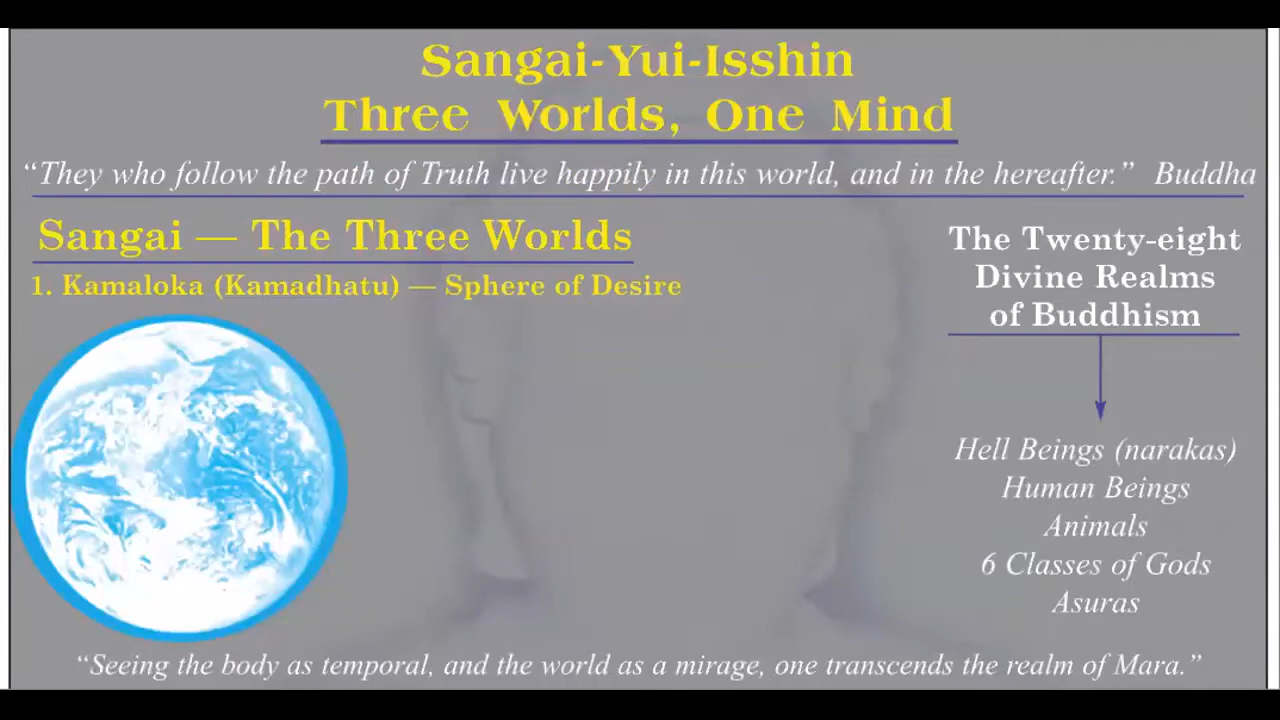 Sangai-Yui-Isshin
Three Worlds, One Mind
“They who follow the path of Truth live happily in this world, and in the hereafter.” Buddha
Sangai — The Three Worlds
1. Kamaloka (Kamadhatu) — Sphere of Desire
The Twenty-eight
Divine Realms
of Buddhism
Hell Beings (narakas)
Human Beings
Animals
6 Classes of Gods
Asuras
“Seeing the body as temporal, and the world as a mirage, one transcends the realm of Mara.”